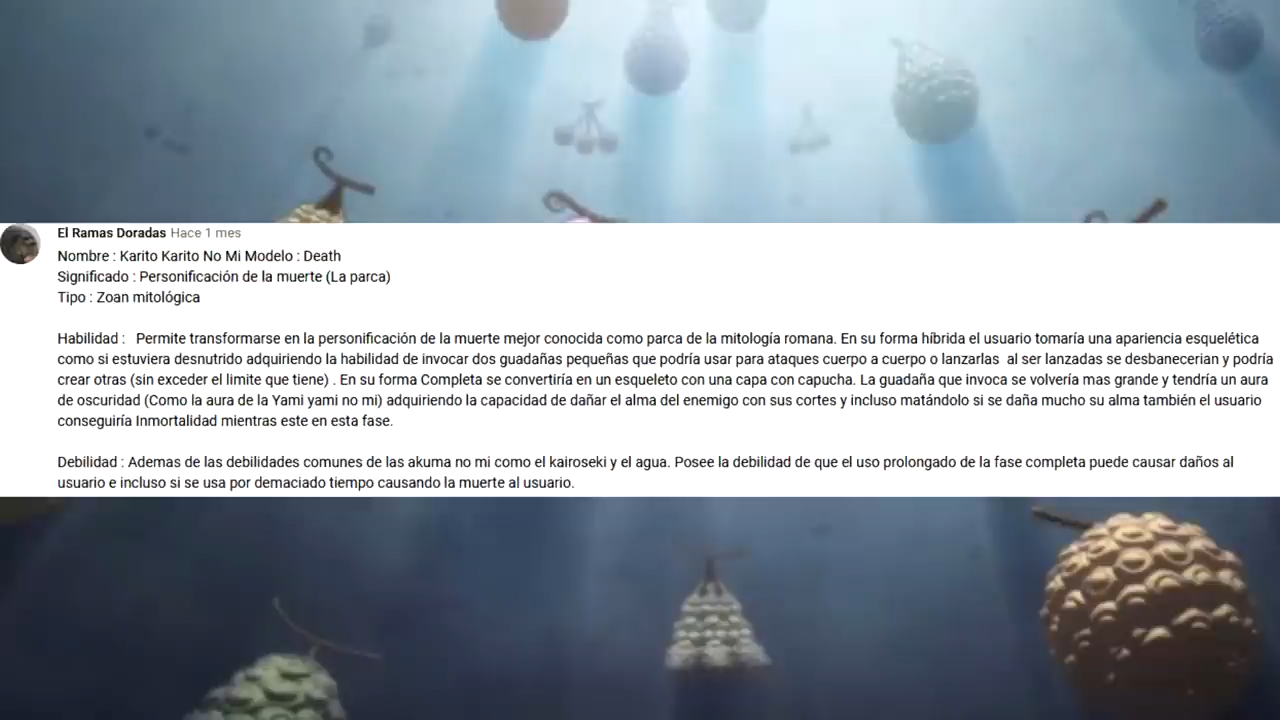 El Ramas Doradas Hace 1 mes
Nombre : Karito Karito No Mi Modelo : Death
Significado : Personificación de la muerte (La parca)
Tipo : Zoan mitológica
Habilidad :   Permite transformarse en la personificación de la muerte mejor conocida como parca de la mitología romana. En su forma híbrida el usuario tomaría una apariencia esquelética
como si estuviera desnutrido adquiriendo la habilidad de invocar dos guadañas pequeñas que podría usar para ataques cuerpo a cuerpo o lanzarlas  al ser lanzadas se desbanecerian y podría
crear otras (sin exceder el limite que tiene) . En su forma Completa se convertiría en un esqueleto con una capa con capucha. La guadaña que invoca se volvería mas grande y tendría un aura
de oscuridad (Como la aura de la Yami yami no mi) adquiriendo la capacidad de dañar el alma del enemigo con sus cortes y incluso matándolo si se daña mucho su alma también el usuario
conseguiría Inmortalidad mientras este en esta fase.
Debilidad : Ademas de las debilidades comunes de las akuma no mi como el kairoseki y el agua. Posee la debilidad de que el uso prolongado de la fase completa puede causar daños al
usuario e incluso si se usa por demaciado tiempo causando la muerte al usuario.